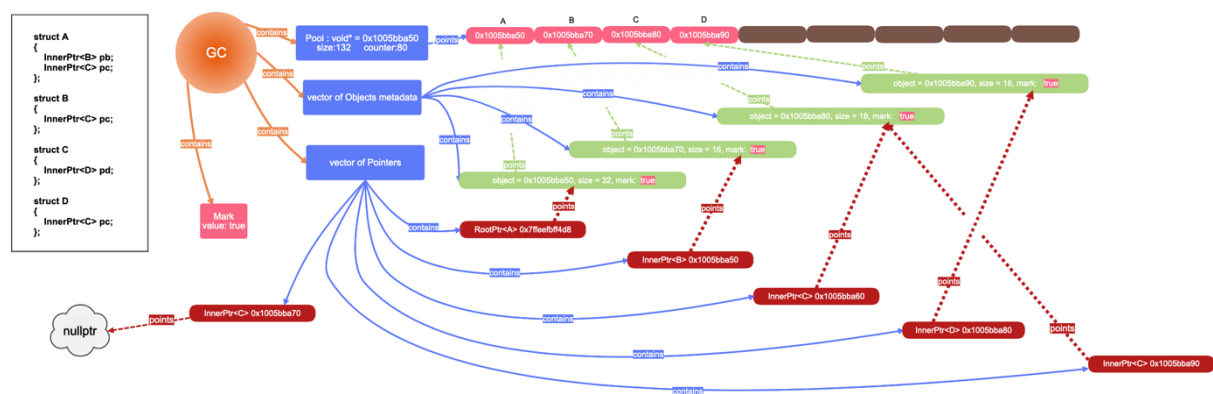 struct A
{
InnerPtr<B> pb;
InnerPtr<C> pc;
};
struct B
{
InnerPtr<C> pc;
};
struct C
{
InnerPtr<D> pd;
};
struct D
{
InnerPtr<C> pc;
};
GC
contains
contains
contains
contains
Mark
value: true
Pool : void* = 0x1005bba50
size:132 counter:80
points
A
B
C
D
0x1005bba50
0x1005bba70
0x1005bba80
0x1005bba90
vector of Objects metadata
contains
contains
contains
contains
points
points
points
points
object = 0x1005bba90, size = 16, mark: true
object = 0x1005bba80, size = 16, mark: true
object = 0x1005bba70, size = 16, mark: true
object = 0x1005bba50, size = 32, mark: true
vector of Pointers
contains
contains
contains
contains
contains
contains
points
points
points
points
points
RootPtr<A> 0x7ffeefbff4d8
InnerPtr<B> 0x1005bba50
InnerPtr<C> 0x1005bba60
InnerPtr<D> 0x1005bba80
InnerPtr<C> 0x1005bba90
InnerPtr<C> 0x1005bba70
points
nullptr